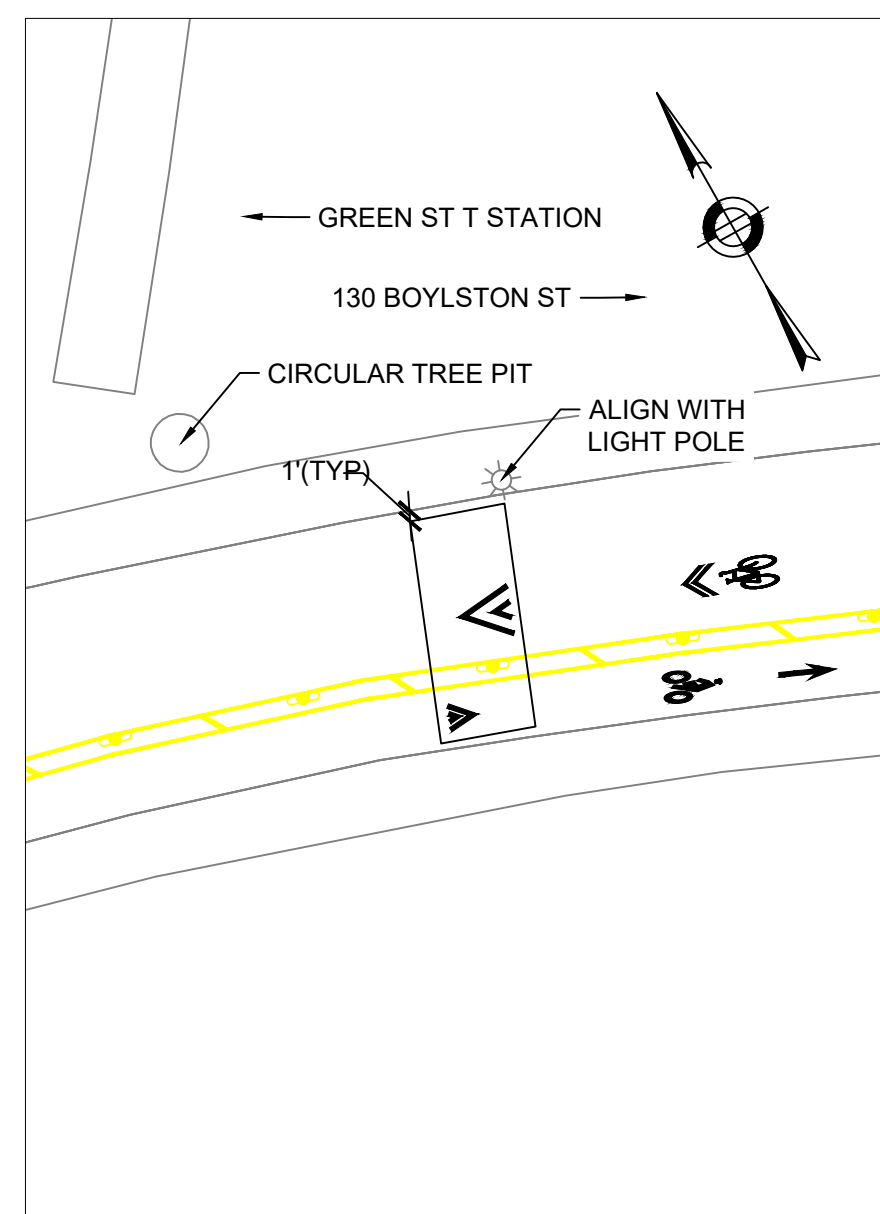 GREEN ST T STATION
130 BOYLSTON ST
CIRCULAR TREE PIT
ALIGN WITH
LIGHT POLE
1'(TYP)